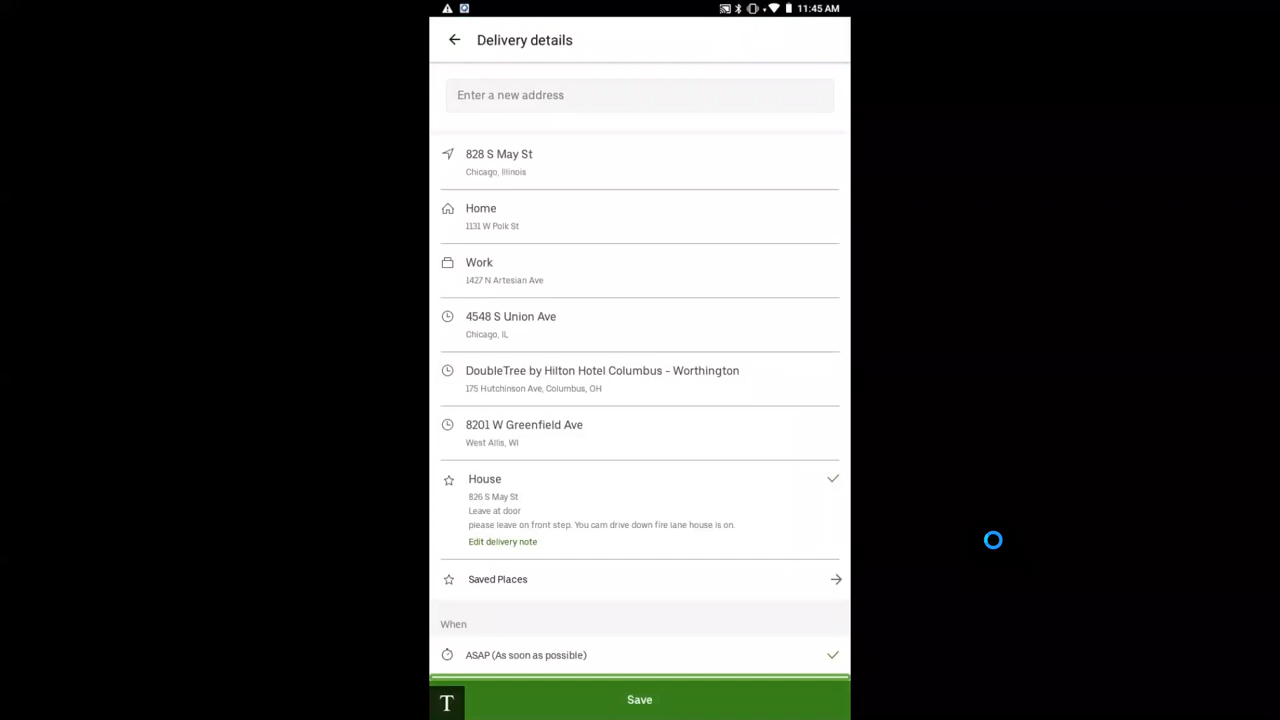 11:45 AM
Delivery details
Enter a new address
828 S May St
Chicago, Illinois
Home
1131 W Polk St
Work
1427 N Artesian Ave
4548 S Union Ave
Chicago, IL
DoubleTree by Hilton Hotel Columbus - Worthington
175 Hutchinson Ave, Columbus, OH
8201 W Greenfield Ave
West Allis, WI
House
826 S May St
Leave at door
please leave on front step. You cam drive down fire lane house is on.
Edit delivery note
Saved Places
When
ASAP (As soon as possible)
T
Save